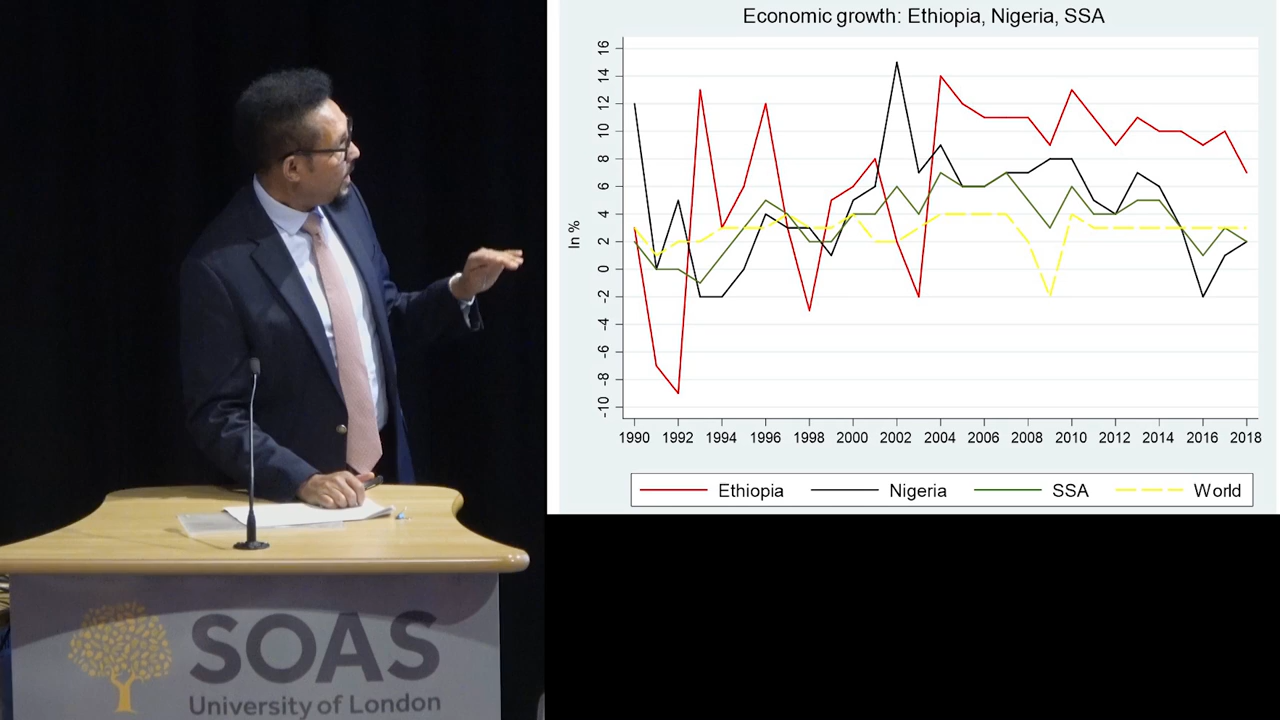 Economic growth: Ethiopia, Nigeria, SSA
In %
16
14
12
10
8
6
4
2
0
-2
-4
-6
-8
-10
1990 1992 1994 1996 1998 2000 2002 2004 2006 2008 2010 2012 2014 2016 2018
Ethiopia Nigeria SSA World
SOAS
University of London